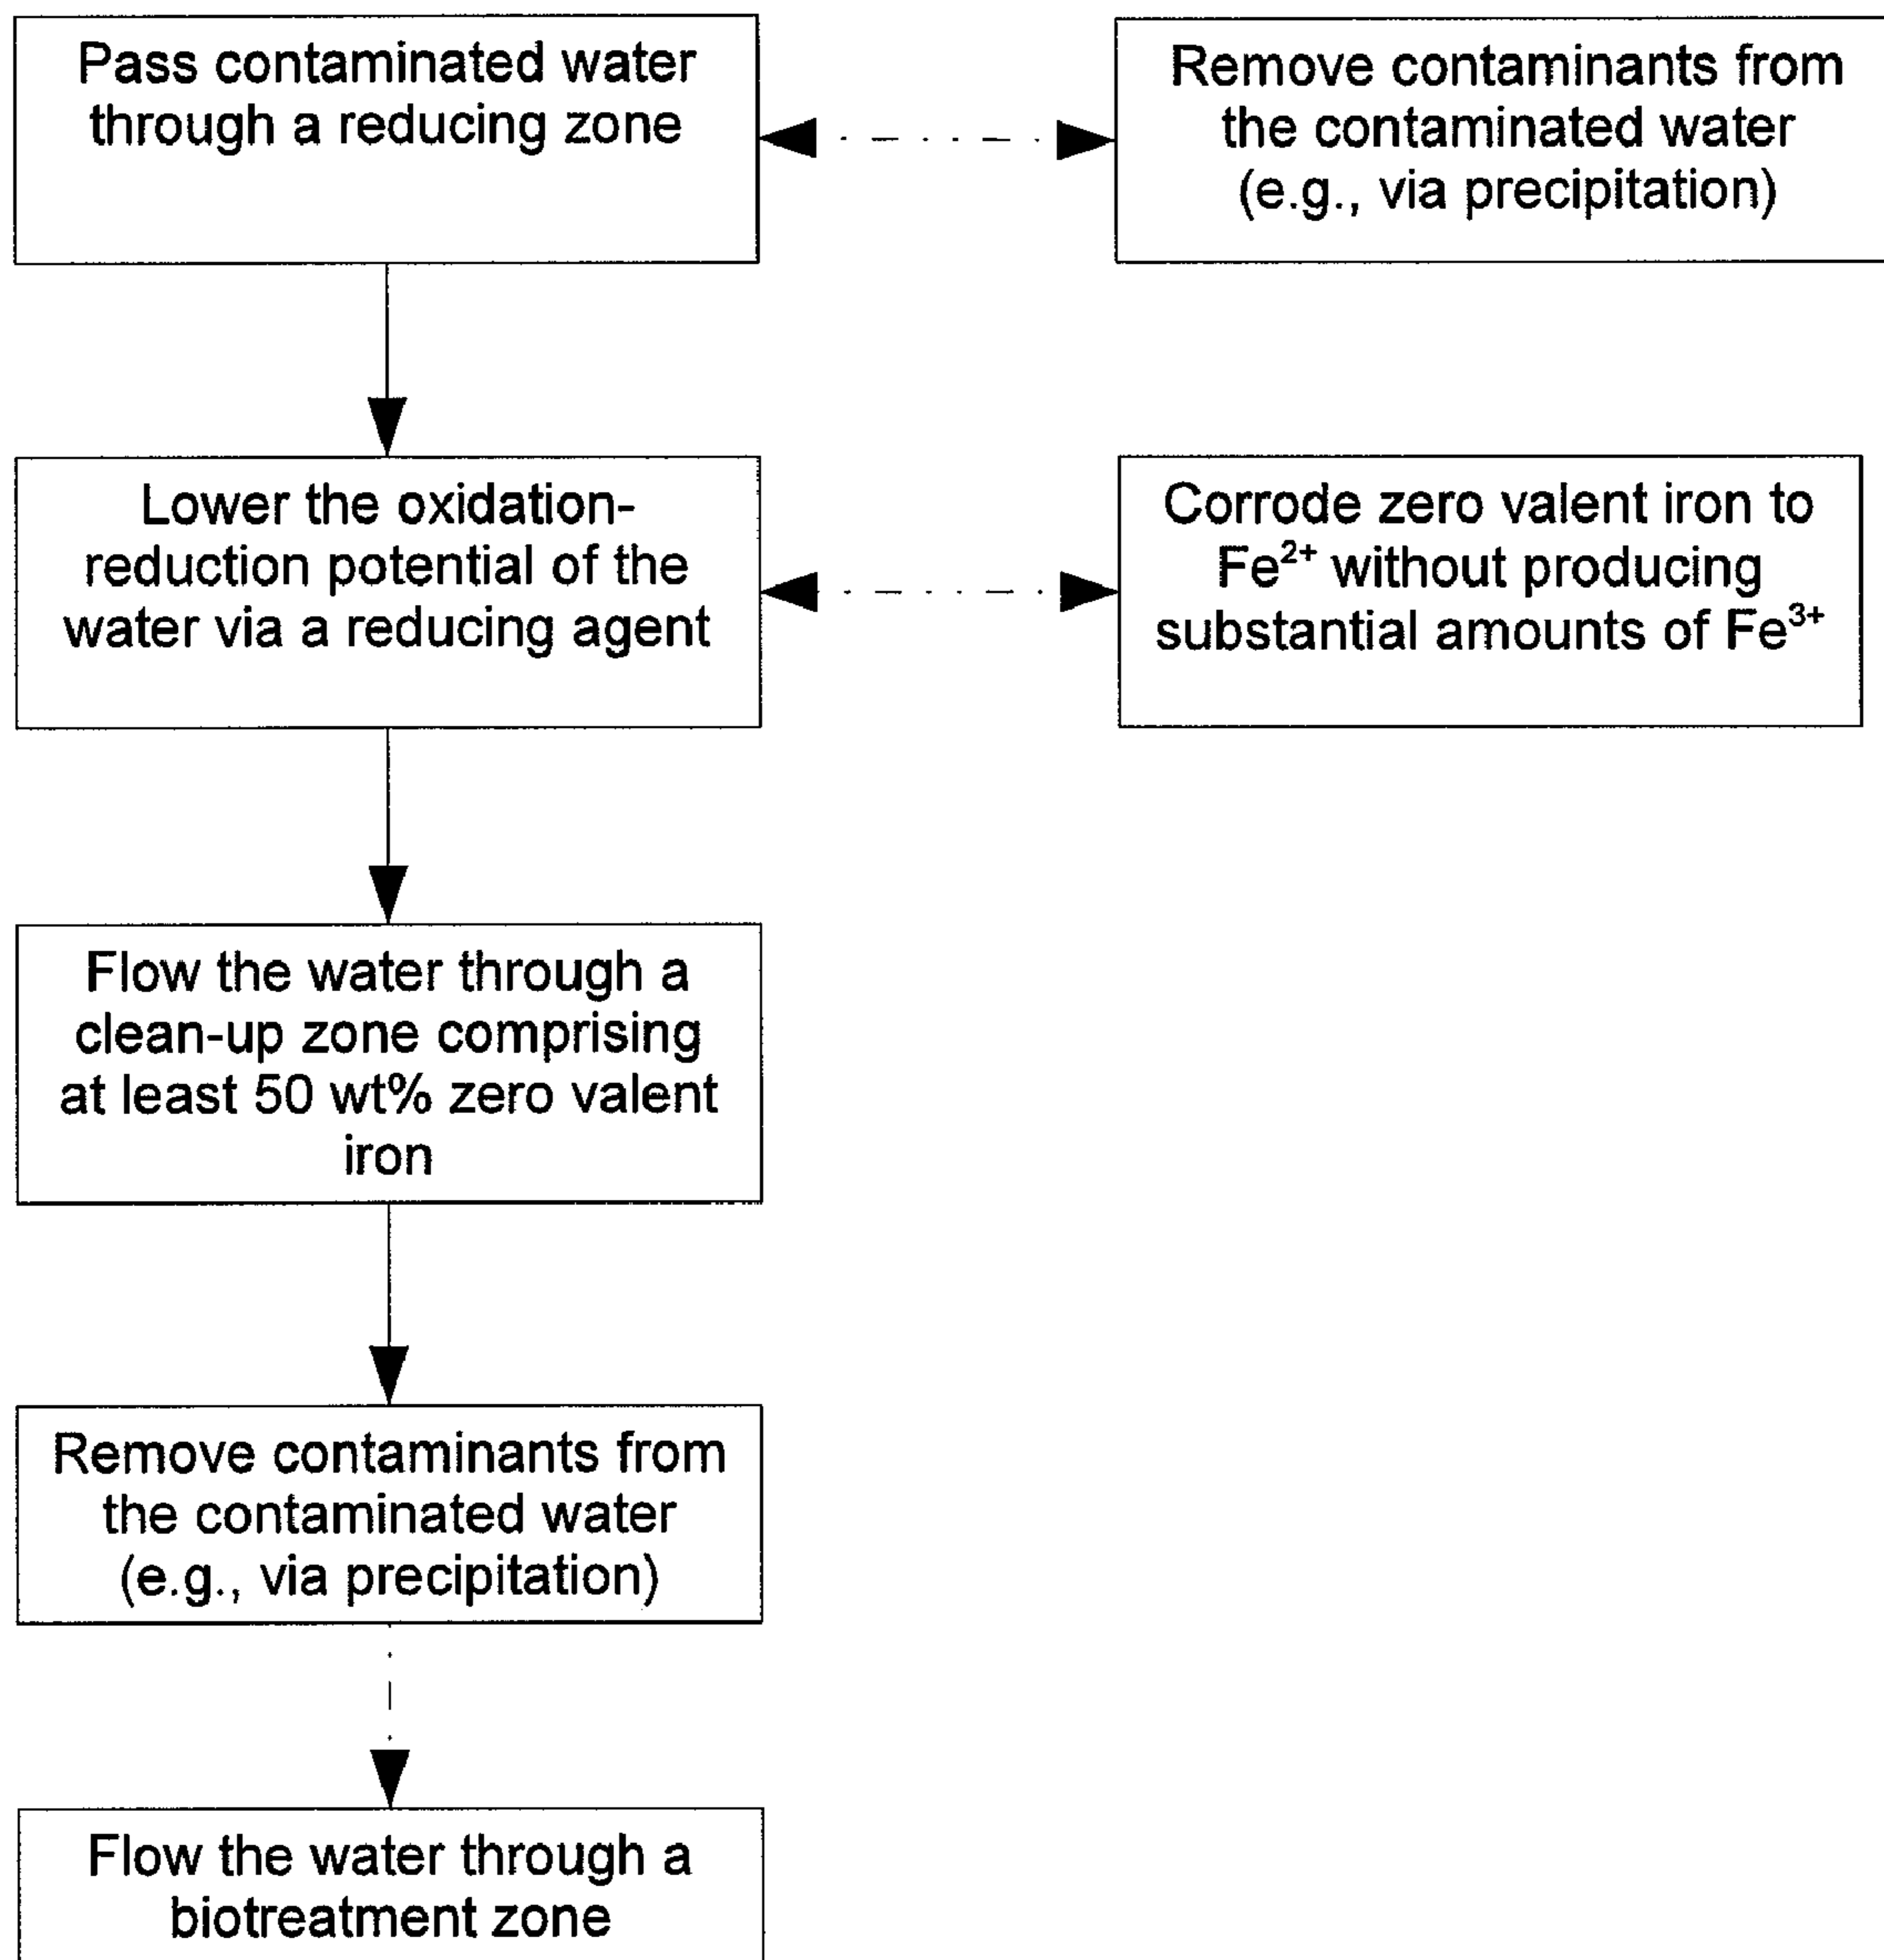 Pass contaminated water
through a reducing zone
Remove contaminants from
the contaminated water
(e.g., via precipitation)
Lower the oxidation-
reduction potential of the
water via a reducing agent
Corrode zero valent iron to
Fe²⁺ without producing
substantial amounts of Fe³⁺
Flow the water through a
clean-up zone comprising
at least 50 wt% zero valent
iron
Remove contaminants from
the contaminated water
(e.g., via precipitation)
Flow the water through a
biotreatment zone